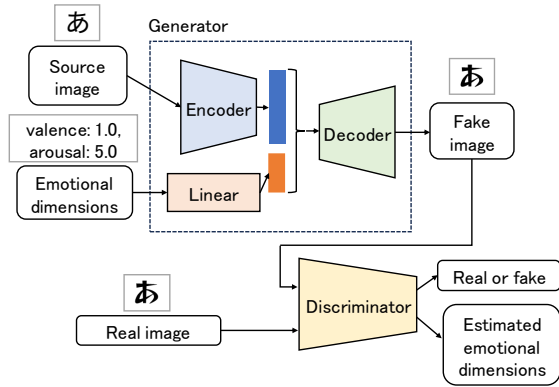 あ
Generator
Source
image
Encoder
valence: 1.0,
arousal: 5.0
Emotional
dimensions
Linear
Decoder
あ
Fake
image
あ
Real image
Discriminator
Real or fake
Estimated
emotional
dimensions